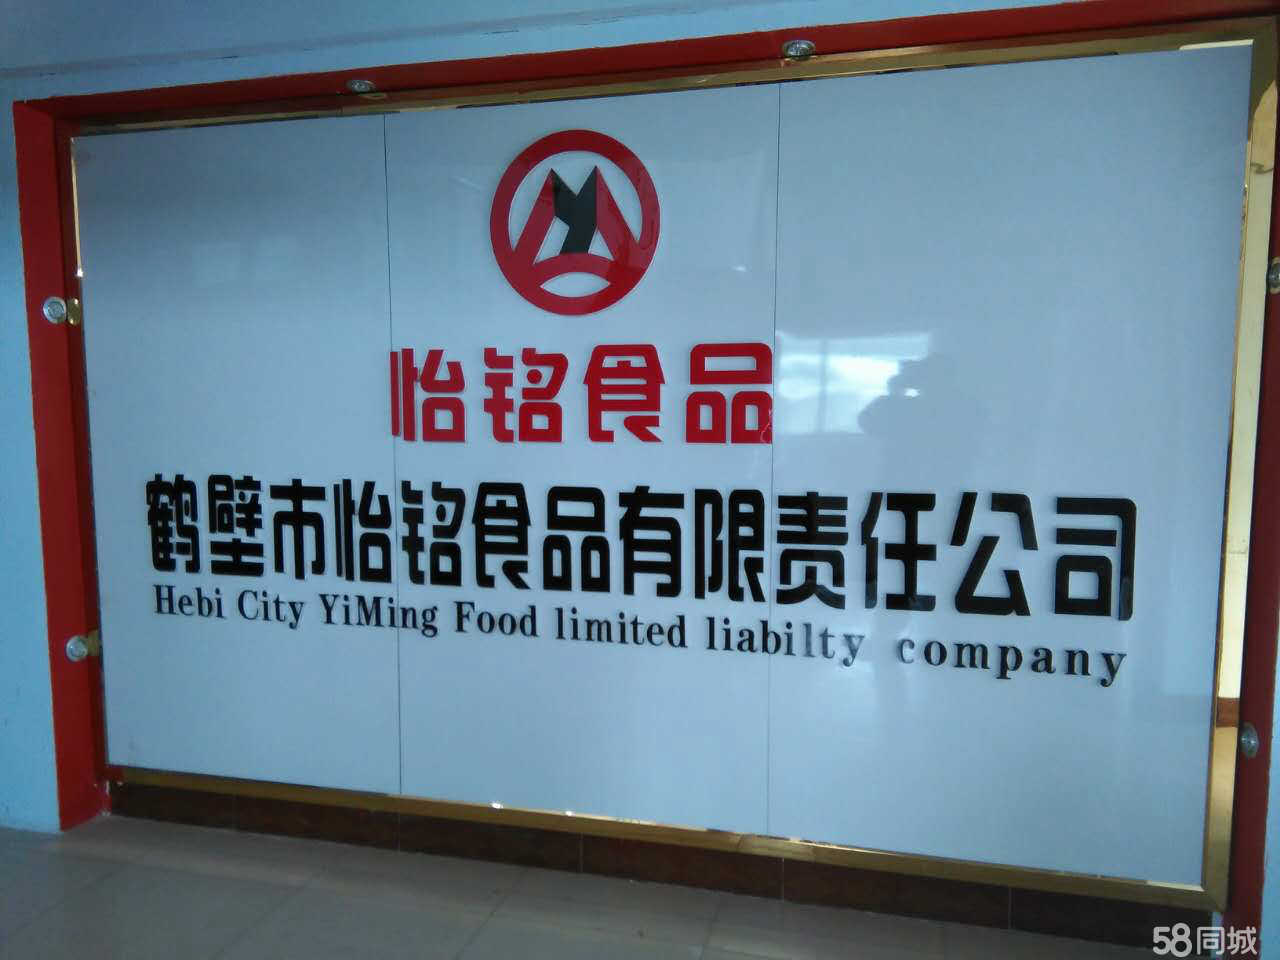 怡铭食品
鹤壁市怡铭食品有限责任公司
Hebi City YiMing Food limited liabilty company
58同城